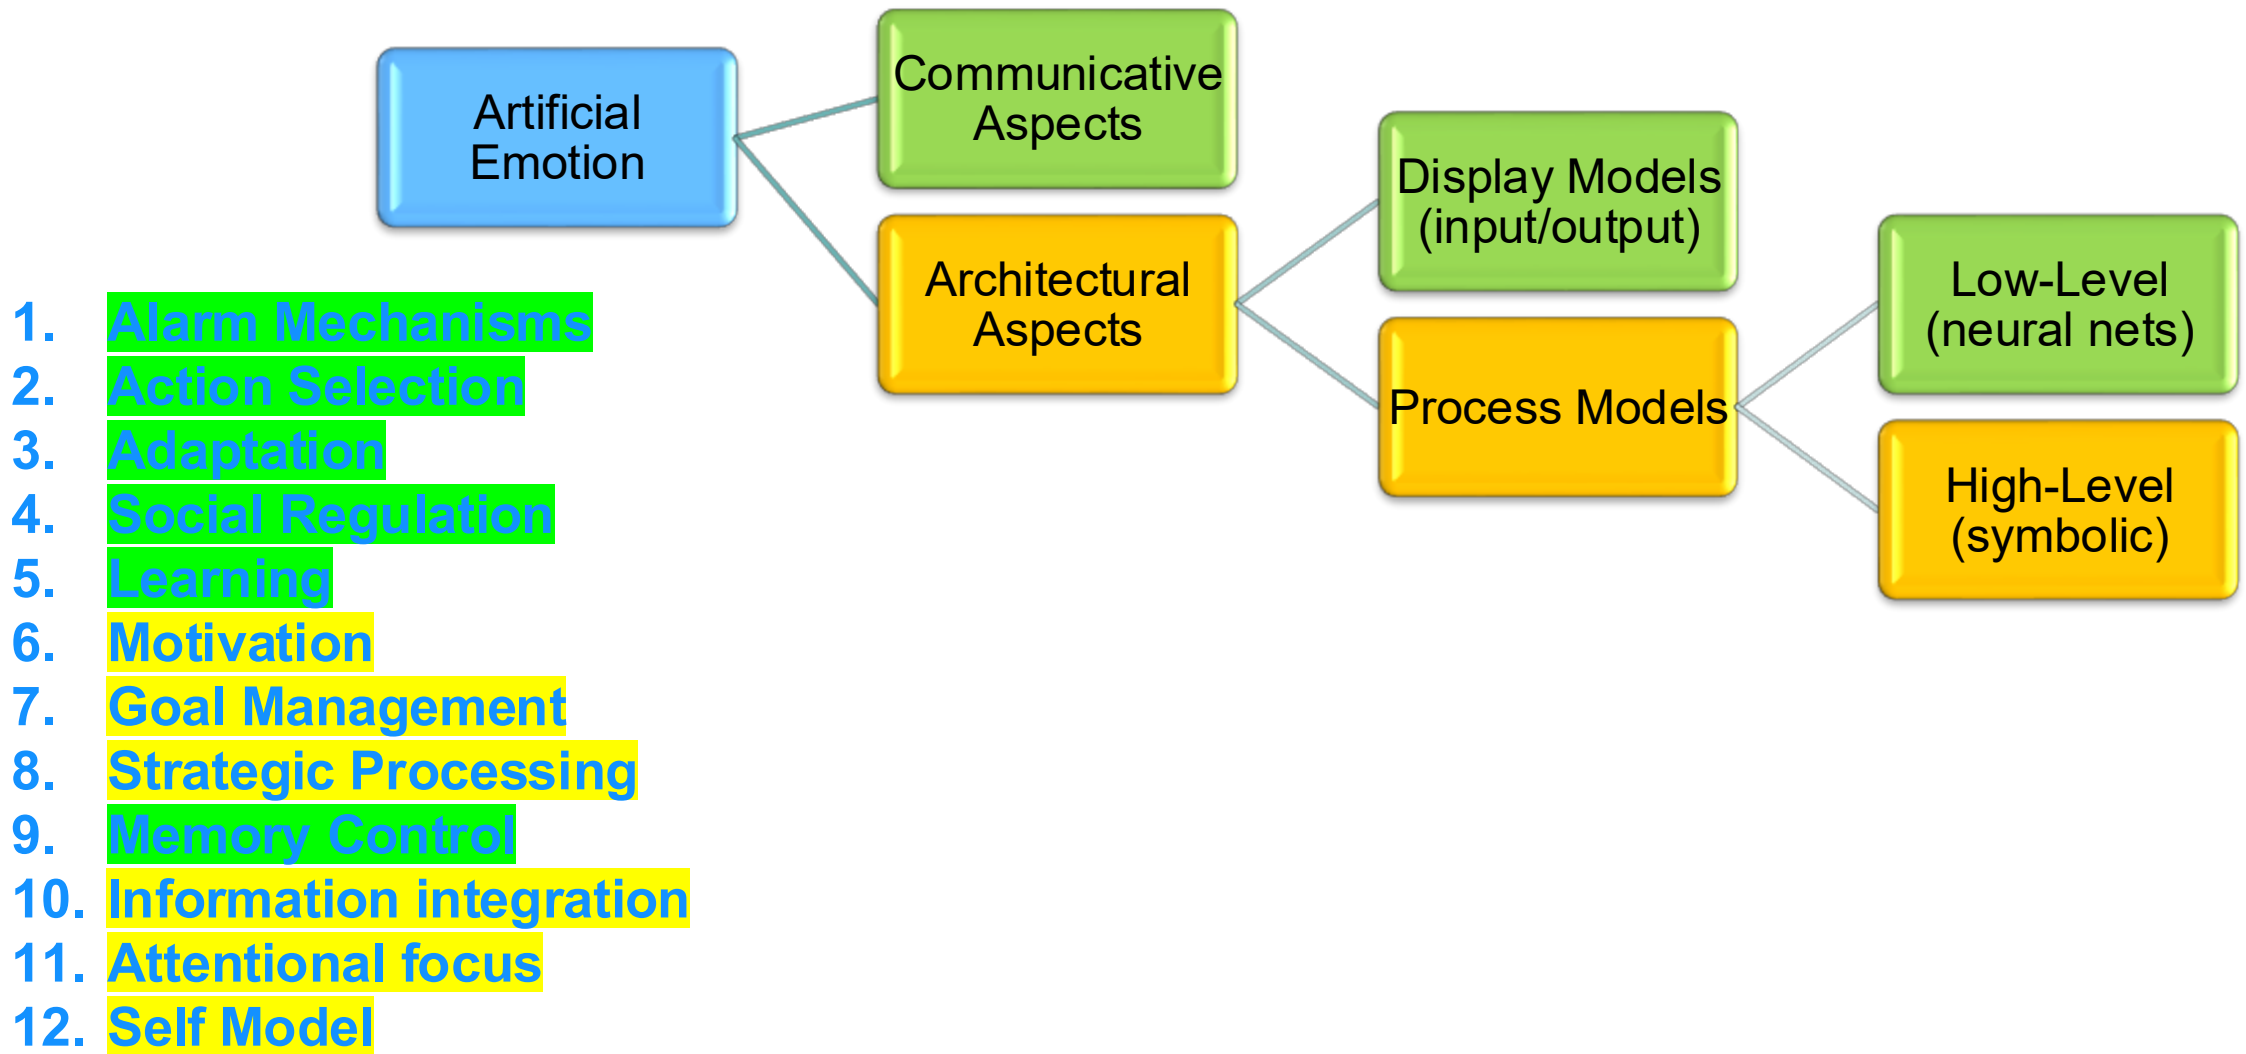 Artificial
Emotion
Communicative
Aspects
Architectural
Aspects
Display Models
(input/output)
Process Models
Low-Level
(neural nets)
High-Level
(symbolic)
1. Alarm Mechanisms
2. Action Selection
3. Adaptation
4. Social Regulation
5. Learning
6. Motivation
7. Goal Management
8. Strategic Processing
9. Memory Control
10. Information integration
11. Attentional focus
12. Self Model